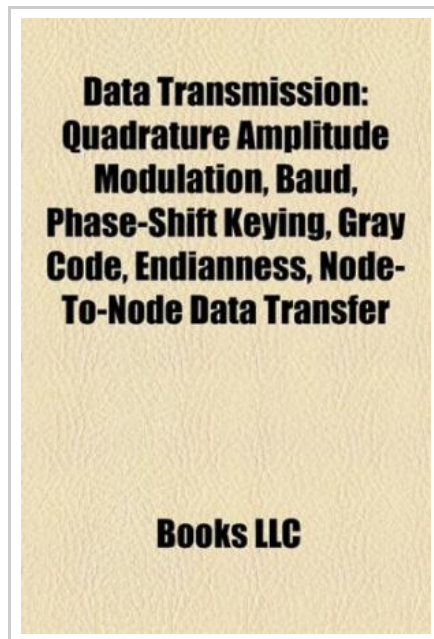 Data Transmission:
Quadrature Amplitude
Modulation, Baud,
Phase-Shift Keying, Gray
Code, Endianness, Node-
To-Node Data Transfer
Books LLC